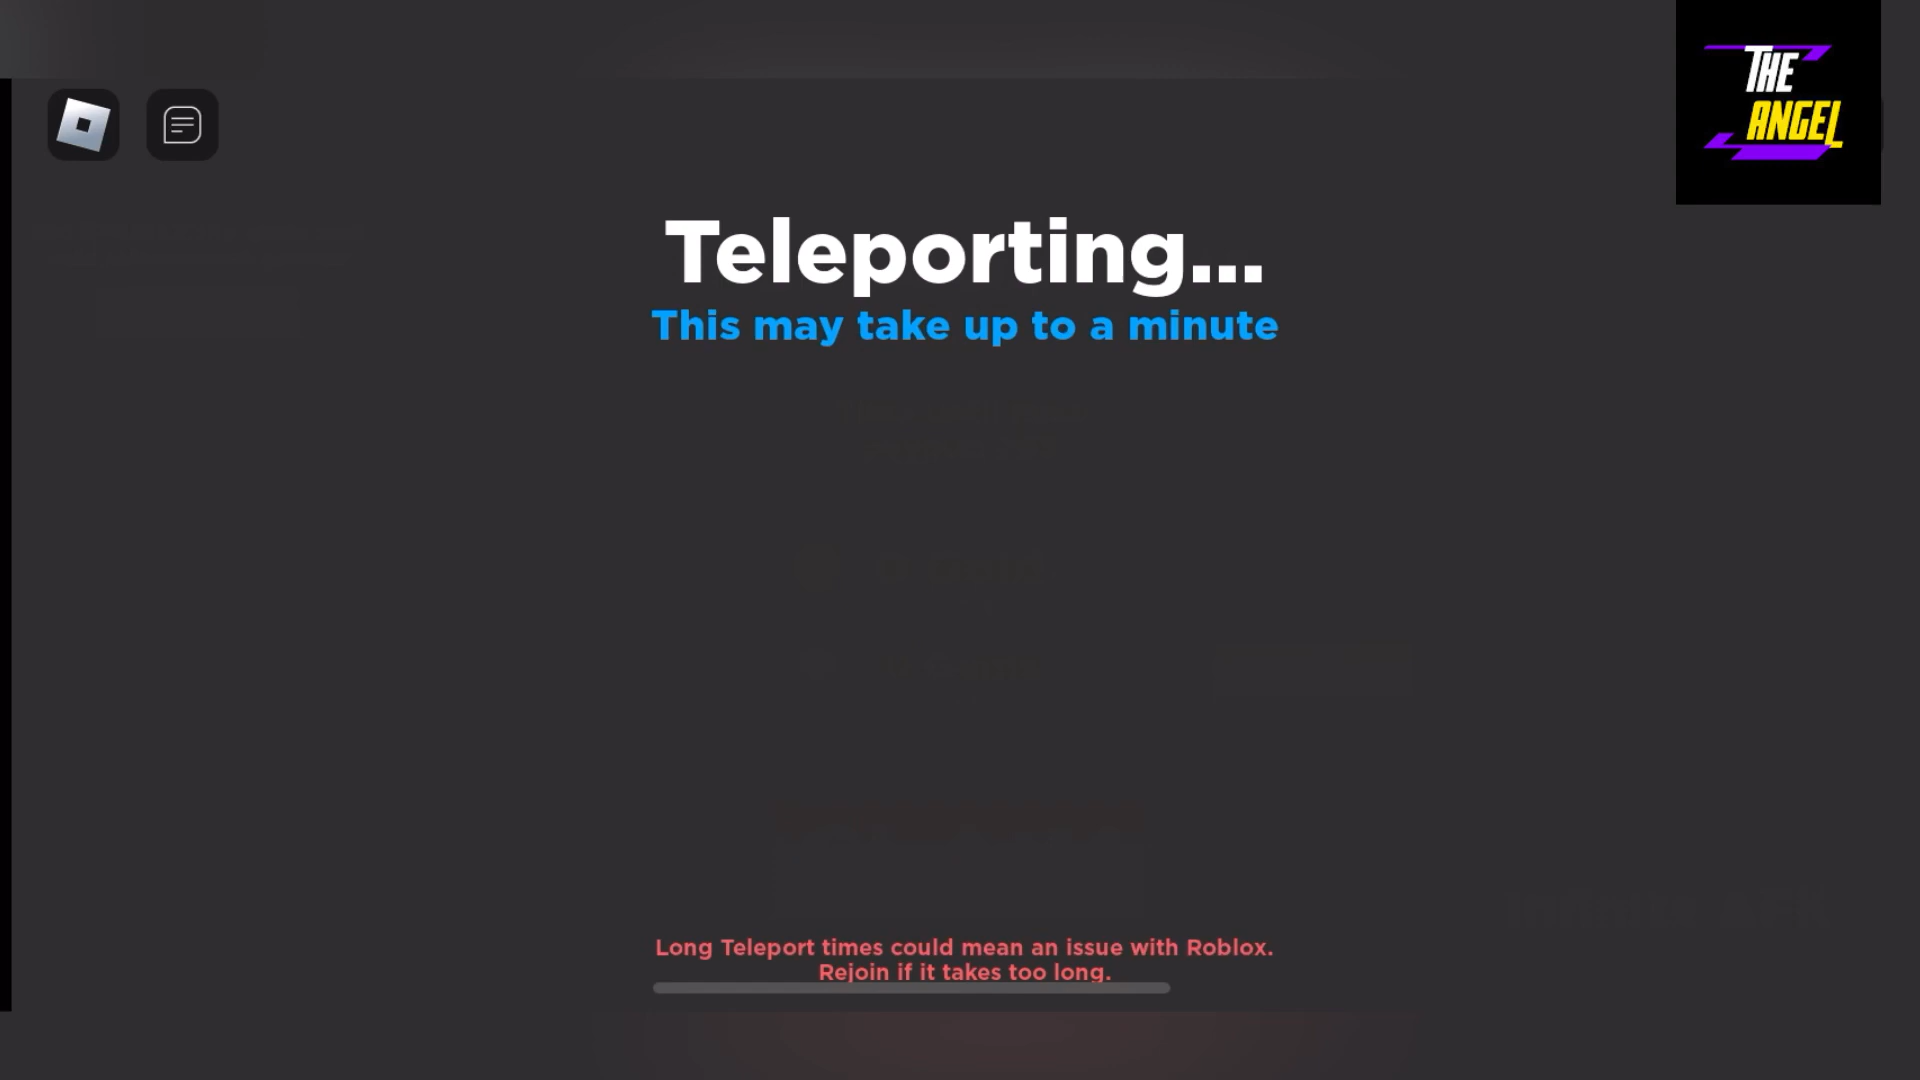 THE
ANGEL
Teleporting...
This may take up to a minute
Long Teleport times could mean an issue with Roblox.
Rejoin if it takes too long.